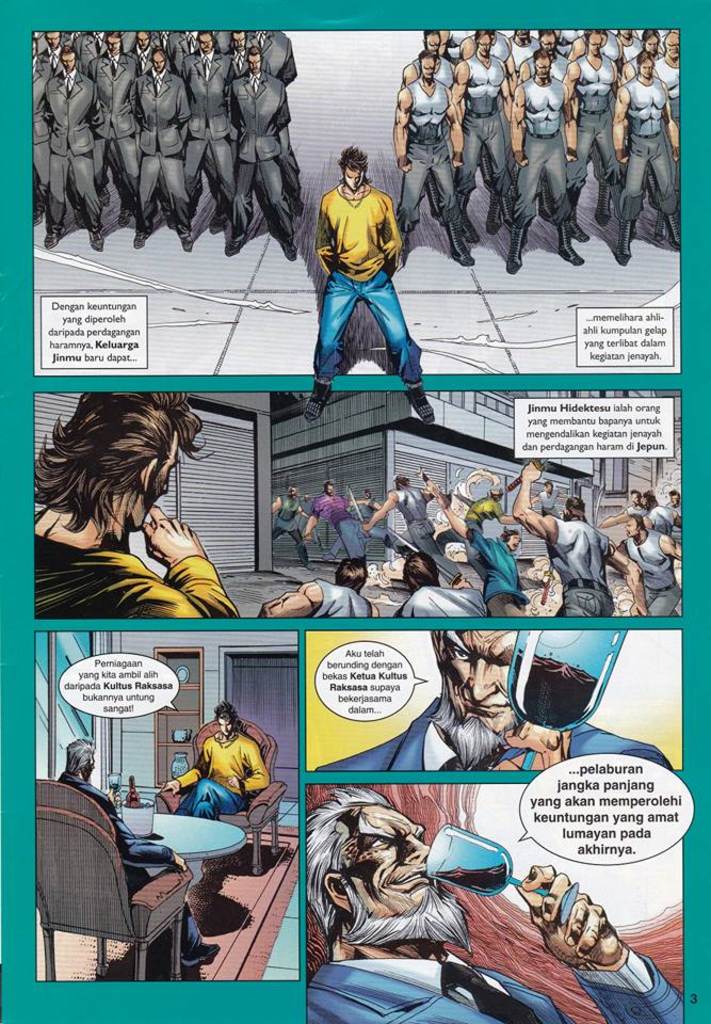 Dengan keuntungan
yang diperoleh
daripada perdagangan
haramnya, Keluarga
Jinmu baru dapat...
...memelihara ahli-
ahli kumpulan gelap
yang terlibat dalam
kegiatan jenayah.
Jinmu Hidektesu ialah orang
yang membantu bapanya untuk
mengendalikan kegiatan jenayah
dan perdagangan haram di Jepun.
Perniagaan
yang kita ambil alih
daripada Kultus Raksasa
bukannya untung
sangat!
Aku telah
berunding dengan
bekas Ketua Kultus
Raksasa supaya
bekerjasama
dalam...
...pelaburan
jangka panjang
yang akan memperolehi
keuntungan yang amat
lumayan pada
akhirnya.
3